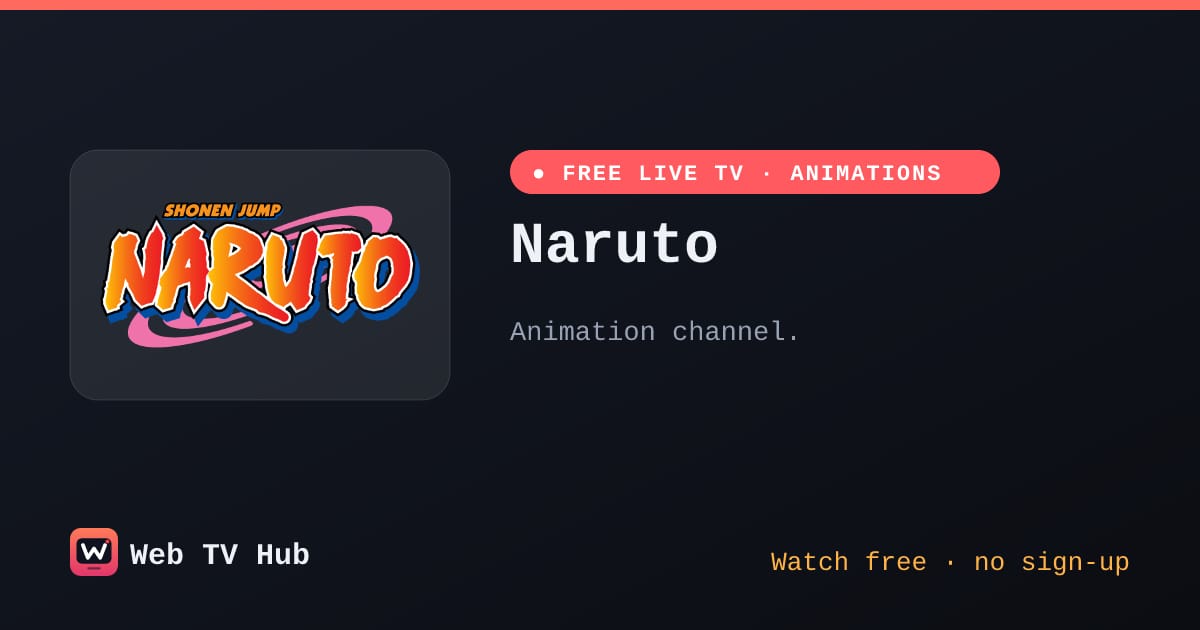 SHONEN JUMP
NARUTO
● FREE LIVE TV · ANIMATIONS
Naruto
Animation channel.
W
Web TV Hub
Watch free · no sign-up